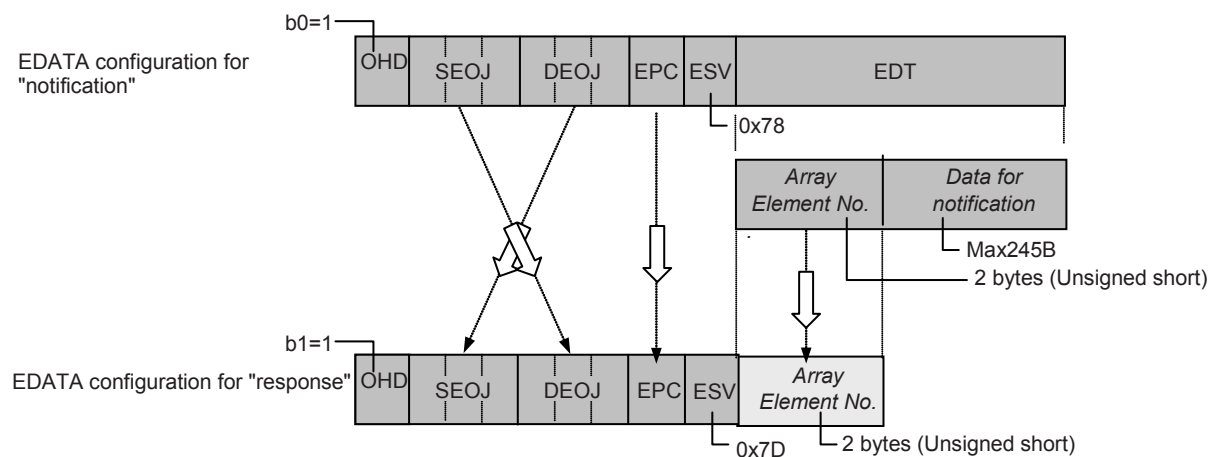 b0=1
EDATA configuration for
"notification"
OHD SEOJ DEOJ EPC ESV EDT
0x78
Array
Element No.
Data for
notification
Max245B
2 bytes (Unsigned short)
b1=1
EDATA configuration for "response"
OHD SEOJ DEOJ EPC ESV
Array
Element No.
0x7D
2 bytes (Unsigned short)